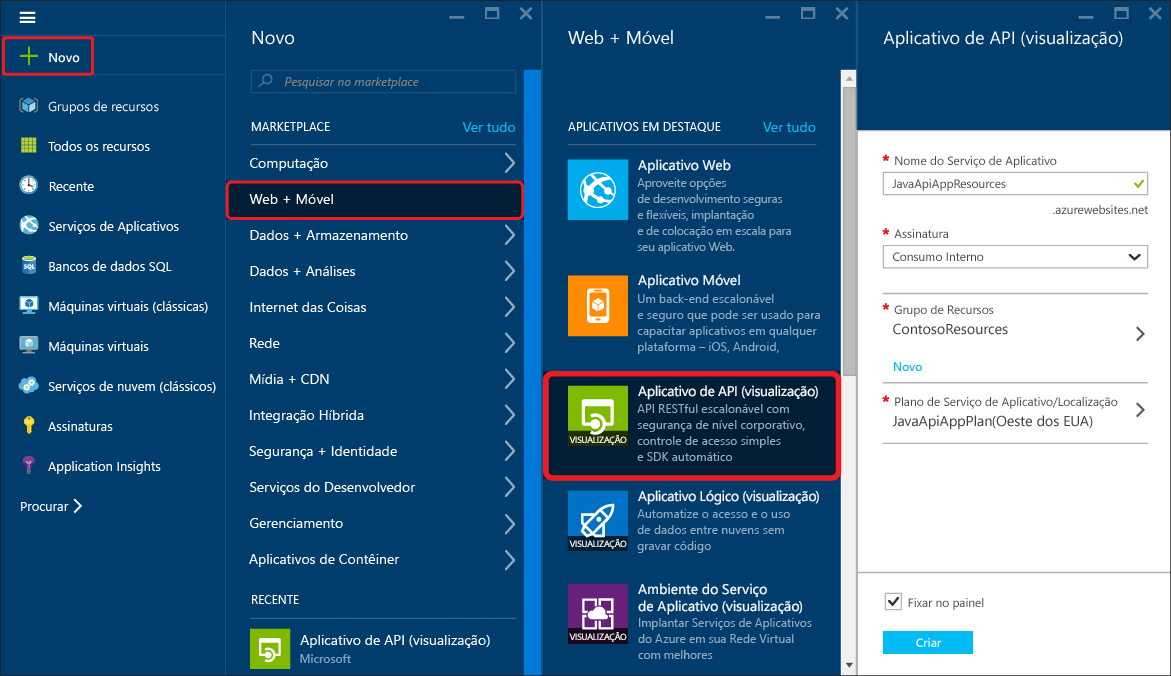 Novo
Grupos de recursos
Todos os recursos
Recente
Serviços de Aplicativos
SQL
Bancos de dados SQL
Máquinas virtuais (clássicas)
Máquinas virtuais
Serviços de nuvem (clássicos)
Assinaturas
Application Insights
Procurar
Novo
Pesquisar no marketplace
MARKETPLACE
Ver tudo
Computação
Web + Móvel
Dados + Armazenamento
Dados + Análises
Internet das Coisas
Rede
Mídia + CDN
Integração Híbrida
Segurança + Identidade
Serviços do Desenvolvedor
Gerenciamento
Aplicativos de Contêiner
RECENTE
Aplicativo de API (visualização)
Microsoft
Web + Móvel
APLICATIVOS EM DESTAQUE
Ver tudo
Aplicativo Web
Aproveite opções
de desenvolvimento seguras
e flexíveis, implantação
e de colocação em escala para
seu aplicativo Web.
Aplicativo Móvel
Um back-end escalonável
e seguro que pode ser usado para
capacitar aplicativos em qualquer
plataforma – iOS, Android,
VISUALIZAÇÃO
Aplicativo de API (visualização)
API RESTful escalonável com
segurança de nível corporativo,
controle de acesso simples
e SDK automático
VISUALIZAÇÃO
Aplicativo Lógico (visualização)
Automatize o acesso e o uso
de dados entre nuvens sem
gravar código
VISUALIZAÇÃO
Ambiente do Serviço
de Aplicativo (visualização)
Implantar Serviços de Aplicativos
do Azure em sua Rede Virtual
com melhores
Aplicativo de API (visualização)
* Nome do Serviço de Aplicativo
JavaApiAppResources
.azurewebsites.net
* Assinatura
Consumo Interno
* Grupo de Recursos
ContosoResources
Novo
* Plano de Serviço de Aplicativo/Localização
JavaApiAppPlan(Oeste dos EUA)
Fixar no painel
Criar